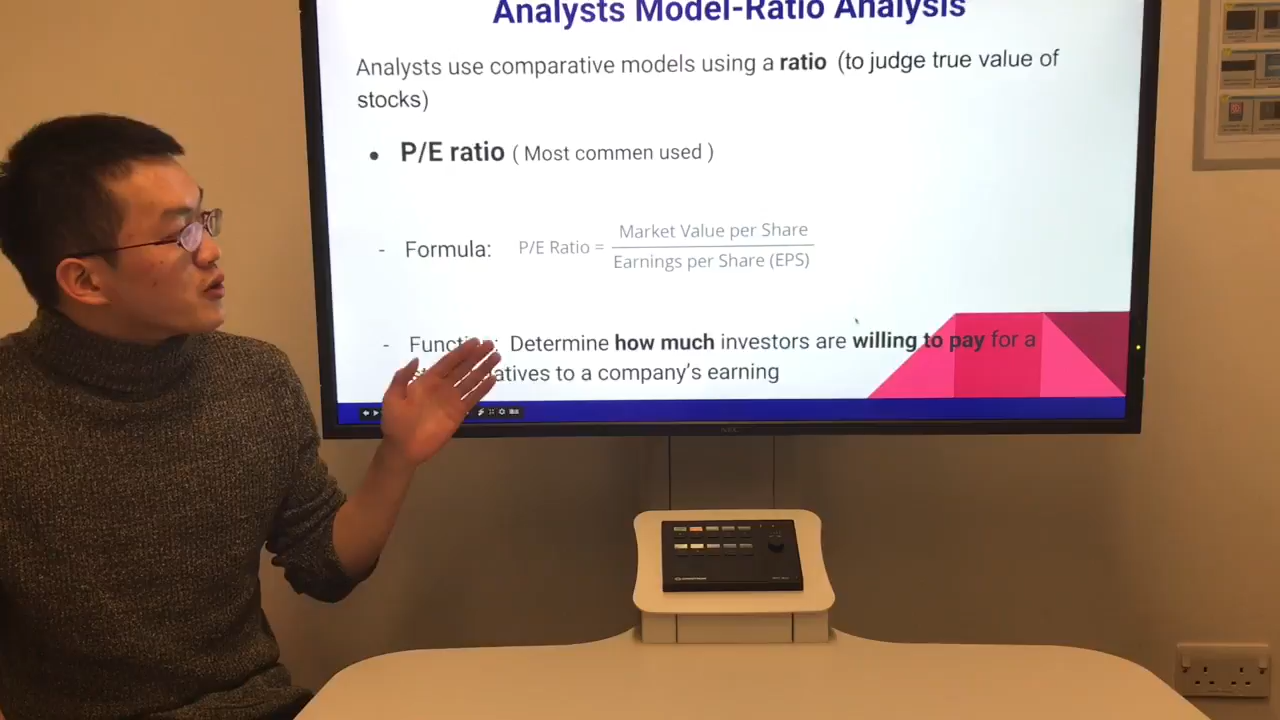 Analysts Model-Ratio Analysis
Analysts use comparative models using a ratio (to judge true value of
stocks)
• P/E ratio ( Most commen used )
- Formula: P/E Ratio = Market Value per Share
Earnings per Share (EPS)
- Function: Determine how much investors are willing to pay for a
to a company's earning
NEC